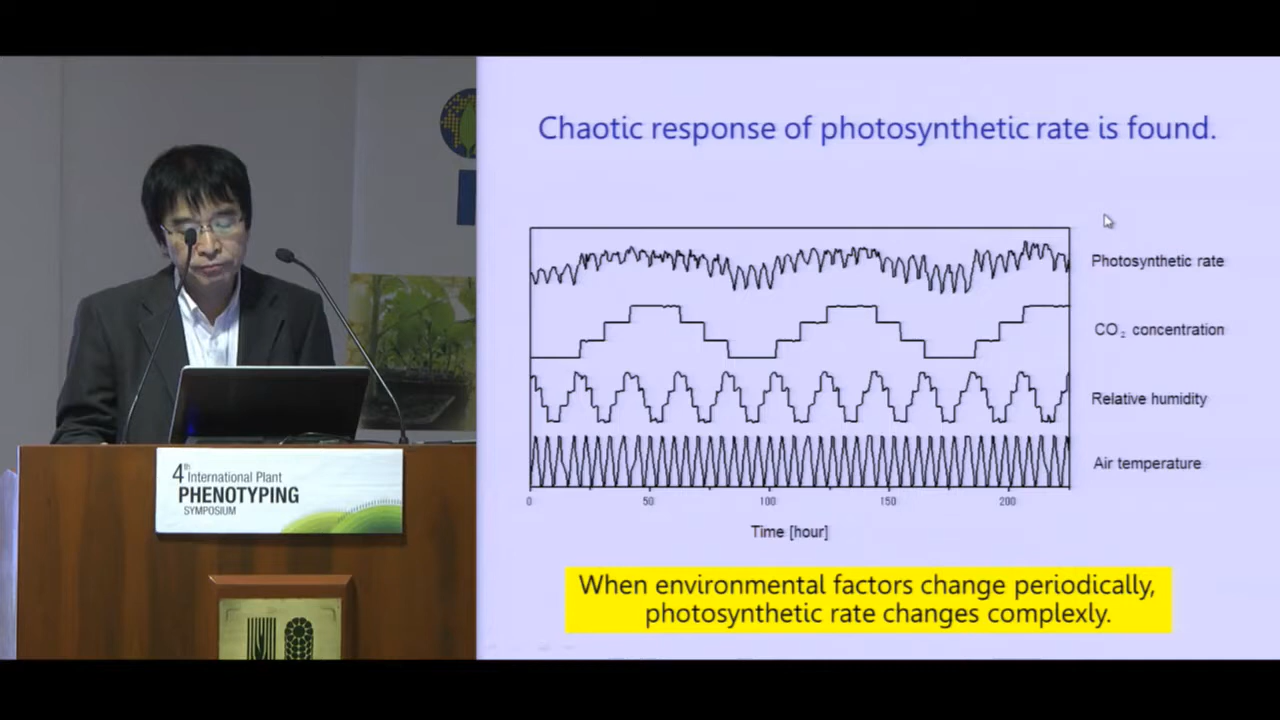 Chaotic response of photosynthetic rate is found.
Photosynthetic rate
CO₂ concentration
Relative humidity
Air temperature
0 50 100 150 200
Time [hour]
When environmental factors change periodically,
photosynthetic rate changes complexly.
4th International Plant
PHENOTYPING
SYMPOSIUM